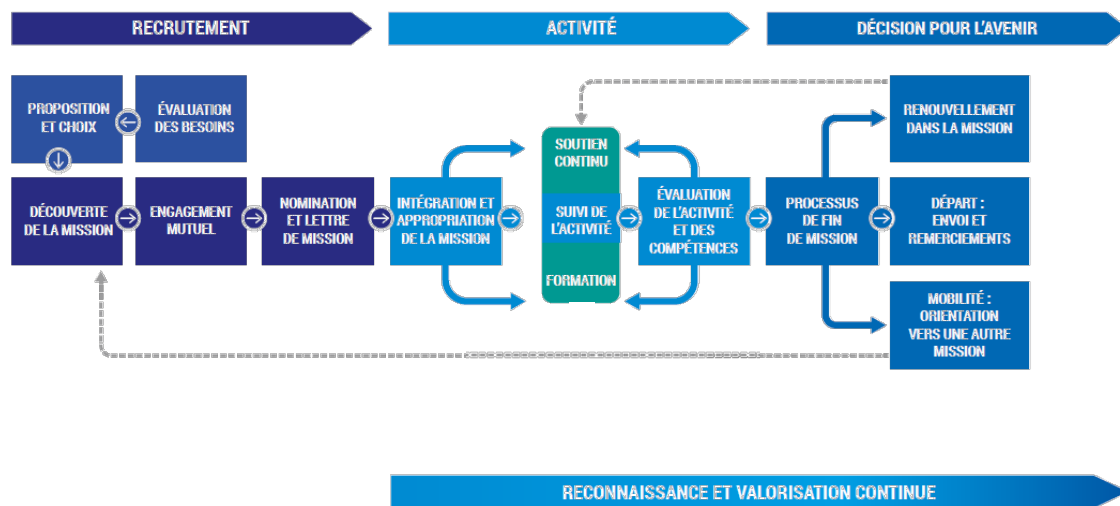 RECRUTEMENT
ACTIVITÉ
DÉCISION POUR L'AVENIR
PROPOSITION
ET CHOIX
ÉVALUATION
DES BESOINS
RENOUVELLEMENT
DANS LA MISSION
DÉCOUVERTE
DE LA MISSION
ENGAGEMENT
MUTUEL
NOMINATION
ET LETTRE
DE MISSION
INTÉGRATION ET
APPROPRIATION
DE LA MISSION
SOUTIEN
CONTINU
SUIVI DE
L'ACTIVITÉ
FORMATION
ÉVALUATION
DE L'ACTIVITÉ
ET DES
COMPÉTENCES
PROCESSUS
DE FIN
DE MISSION
DÉPART :
ENVOI ET
REMERCIEMENTS
MOBILITÉ :
ORIENTATION
VERS UNE AUTRE
MISSION
RECONNAISSANCE ET VALORISATION CONTINUE